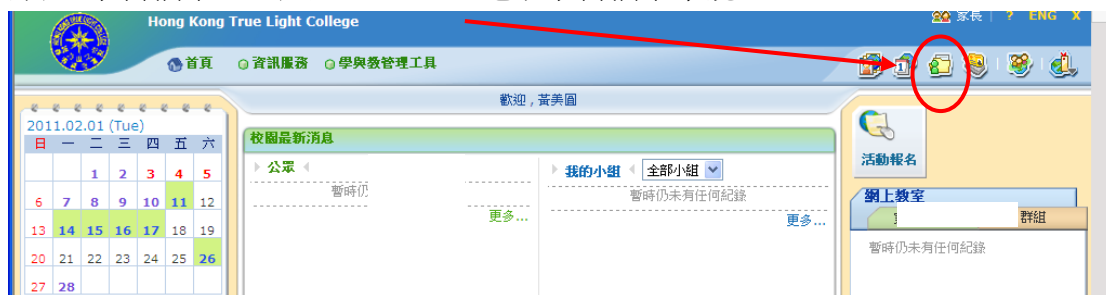 Hong Kong True Light College
家長 | ? ENG X
首頁 資訊服務 學與教管理工具
歡迎 , 黃美圓
2011.02.01 (Tue)
日 一 二 三 四 五 六
1 2 3 4 5
6 7 8 9 10 11 12
13 14 15 16 17 18 19
20 21 22 23 24 25 26
27 28
校園最新消息
公眾
暫時仍
更多...
我的小組 全部小組
暫時仍未有任何紀錄
更多...
活動報名
網上教室
群組
暫時仍未有任何紀錄